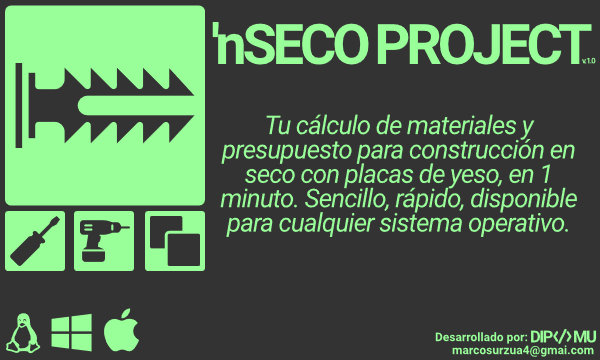 'nSECO PROJECT
v.1.0
Tu cálculo de materiales y
presupuesto para construcción en
seco con placas de yeso, en 1
minuto. Sencillo, rápido, disponible
para cualquier sistema operativo.
Desarrollado por: DIP</>MU
marcosurzua4@gmai.com